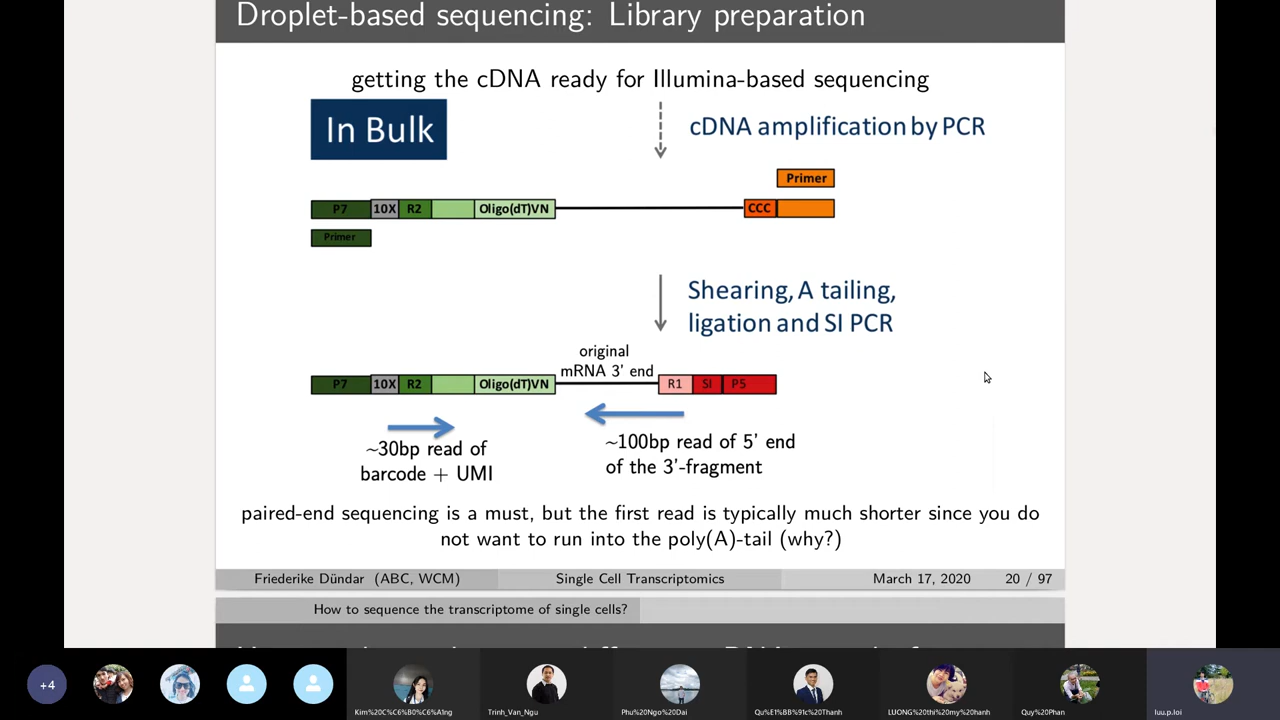 Droplet-based sequencing: Library preparation
getting the cDNA ready for Illumina-based sequencing
In Bulk
cDNA amplification by PCR
Primer
P7 10X R2 Oligo(dT)VN CCC
Primer
Shearing, A tailing,
ligation and SI PCR
original
mRNA 3' end
P7 10X R2 Oligo(dT)VN R1 SI P5
~30bp read of
barcode + UMI
~100bp read of 5' end
of the 3'-fragment
paired-end sequencing is a must, but the first read is typically much shorter since you do
not want to run into the poly(A)-tail (why?)
Friederike Dündar (ABC, WCM) Single Cell Transcriptomics March 17, 2020 20 / 97
How to sequence the transcriptome of single cells?
+4
Kim%20C%C6%B0%C6%A1ng Trinh_Van_Ngu Phu%20Ngo%20Dai Qu%E1%BB%91c%20Thanh LUONG%20thi%20my%20hanh Quy%20Phan luu.p.loi